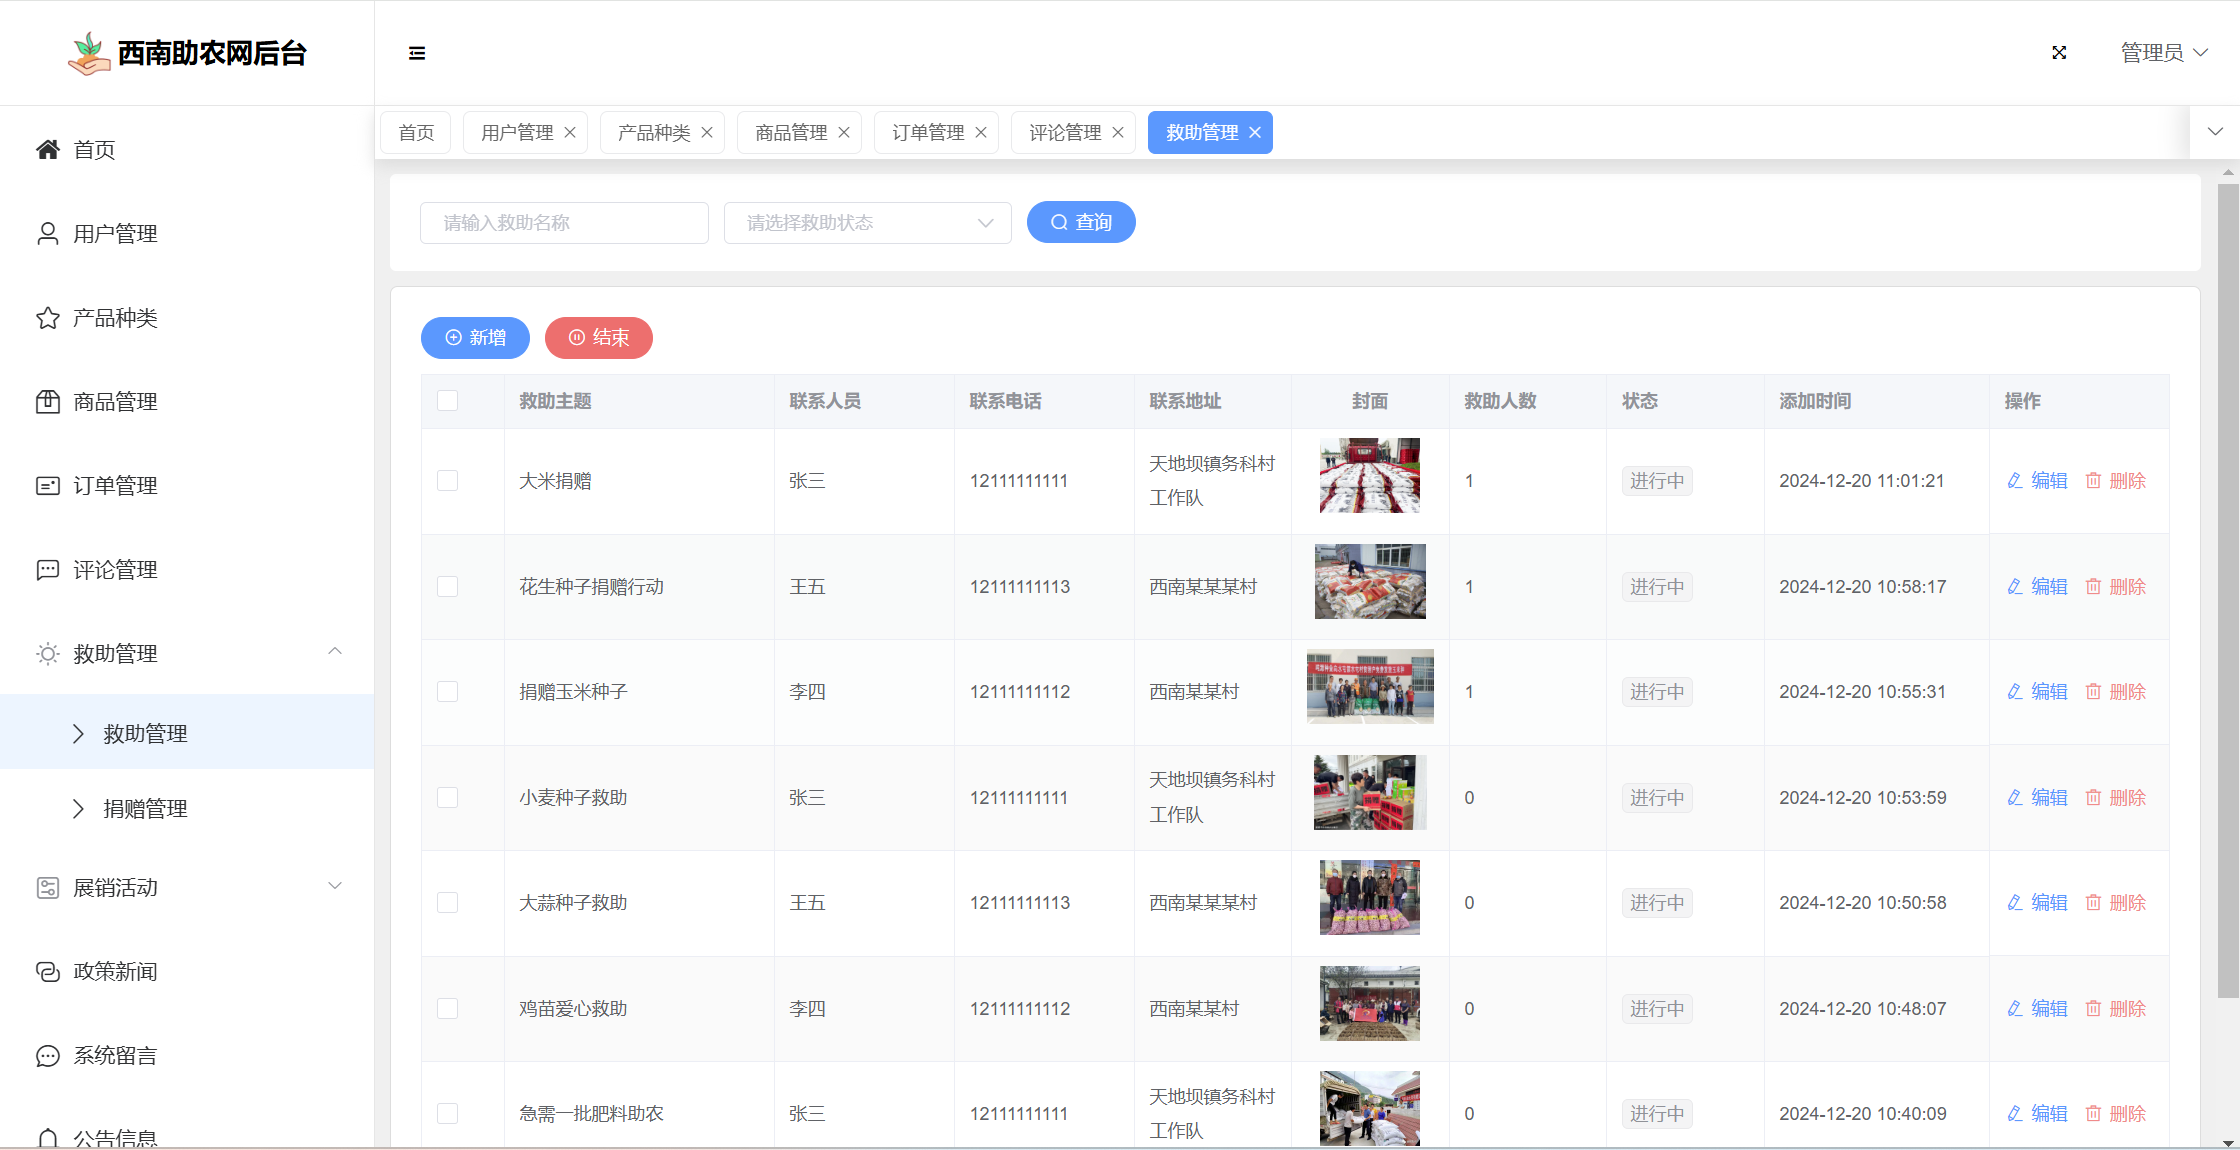 西南助农网后台
管理员
首页
用户管理
产品种类
商品管理
订单管理
评论管理
救助管理
首页
用户管理
产品种类
商品管理
订单管理
评论管理
救助管理
救助管理
捐赠管理
展销活动
政策新闻
系统留言
公告信息
请输入救助名称
请选择救助状态
查询
新增
结束
救助主题 联系人员 联系电话 联系地址 封面 救助人数 状态 添加时间 操作
大米捐赠 张三 12111111111 天地坝镇务科村工作队 1 进行中 2024-12-20 11:01:21 编辑 删除
花生种子捐赠行动 王五 12111111113 西南某某某村 1 进行中 2024-12-20 10:58:17 编辑 删除
捐赠玉米种子 李四 12111111112 西南某某村 1 进行中 2024-12-20 10:55:31 编辑 删除
小麦种子救助 张三 12111111111 天地坝镇务科村工作队 0 进行中 2024-12-20 10:53:59 编辑 删除
大蒜种子救助 王五 12111111113 西南某某某村 0 进行中 2024-12-20 10:50:58 编辑 删除
鸡苗爱心救助 李四 12111111112 西南某某村 0 进行中 2024-12-20 10:48:07 编辑 删除
急需一批肥料助农 张三 12111111111 天地坝镇务科村工作队 0 进行中 2024-12-20 10:40:09 编辑 删除